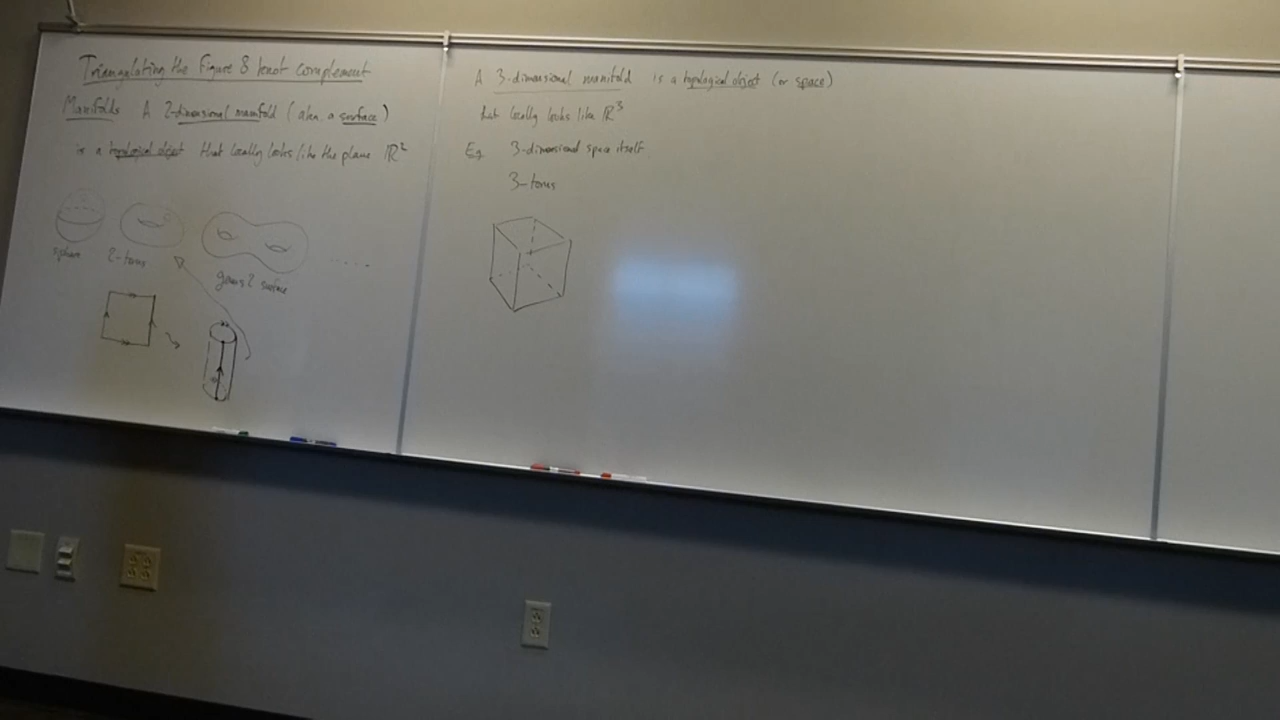 Triangulating the Figure 8 knot complement
Manifolds A 2-dimensional manifold (aka. a surface)
is a topological object that locally looks like the plane ℝ²
sphere 2-torus
genus 2 surface
.....
A 3-dimensional manifold is a topological object (or space)
that locally looks like ℝ³
Eg 3-dimensional space itself.
3-torus